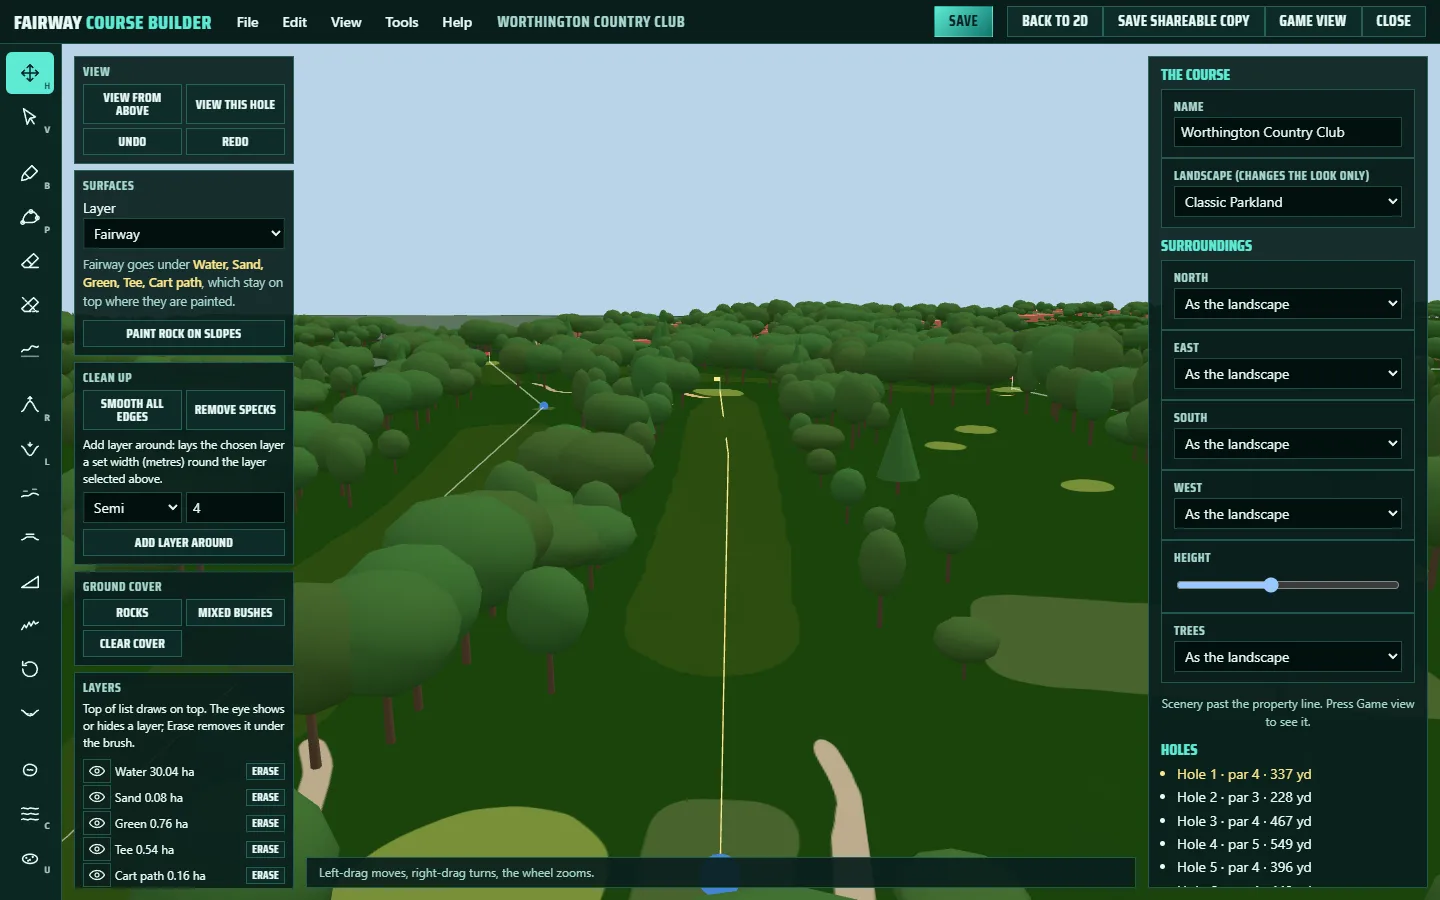 FAIRWAY COURSE BUILDER
File Edit View Tools Help WORTHINGTON COUNTRY CLUB
SAVE BACK TO 2D SAVE SHAREABLE COPY GAME VIEW CLOSE
H
V
B
P
R
L
C
U
VIEW
VIEW FROM ABOVE
VIEW THIS HOLE
UNDO
REDO
SURFACES
Layer
Fairway
Fairway goes under Water, Sand,
Green, Tee, Cart path, which stay on
top where they are painted.
PAINT ROCK ON SLOPES
CLEAN UP
SMOOTH ALL EDGES
REMOVE SPECKS
Add layer around: lays the chosen layer
a set width (metres) round the layer
selected above.
Semi 4
ADD LAYER AROUND
GROUND COVER
ROCKS
MIXED BUSHES
CLEAR COVER
LAYERS
Top of list draws on top. The eye shows
or hides a layer; Erase removes it under
the brush.
Water 30.04 ha ERASE
Sand 0.08 ha ERASE
Green 0.76 ha ERASE
Tee 0.54 ha ERASE
Cart path 0.16 ha ERASE
Left-drag moves, right-drag turns, the wheel zooms.
THE COURSE
NAME
Worthington Country Club
LANDSCAPE (CHANGES THE LOOK ONLY)
Classic Parkland
SURROUNDINGS
NORTH
As the landscape
EAST
As the landscape
SOUTH
As the landscape
WEST
As the landscape
HEIGHT
TREES
As the landscape
Scenery past the property line. Press Game view
to see it.
HOLES
Hole 1 · par 4 · 337 yd
Hole 2 · par 3 · 228 yd
Hole 3 · par 4 · 467 yd
Hole 4 · par 5 · 549 yd
Hole 5 · par 4 · 396 yd